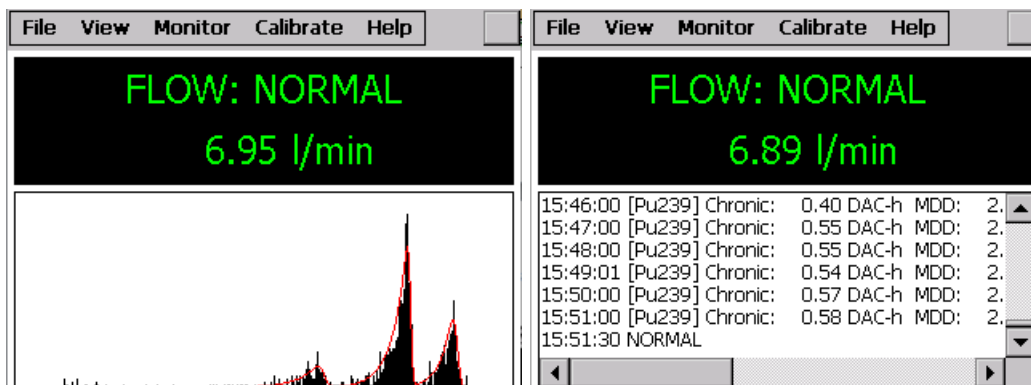 File View Monitor Calibrate Help
FLOW: NORMAL
6.95 l/min
File View Monitor Calibrate Help
FLOW: NORMAL
6.89 l/min
15:46:00 [Pu239] Chronic: 0.40 DAC-h MDD: 2.
15:47:00 [Pu239] Chronic: 0.55 DAC-h MDD: 2.
15:48:00 [Pu239] Chronic: 0.55 DAC-h MDD: 2.
15:49:01 [Pu239] Chronic: 0.54 DAC-h MDD: 2.
15:50:00 [Pu239] Chronic: 0.57 DAC-h MDD: 2.
15:51:00 [Pu239] Chronic: 0.58 DAC-h MDD: 2.
15:51:30 NORMAL